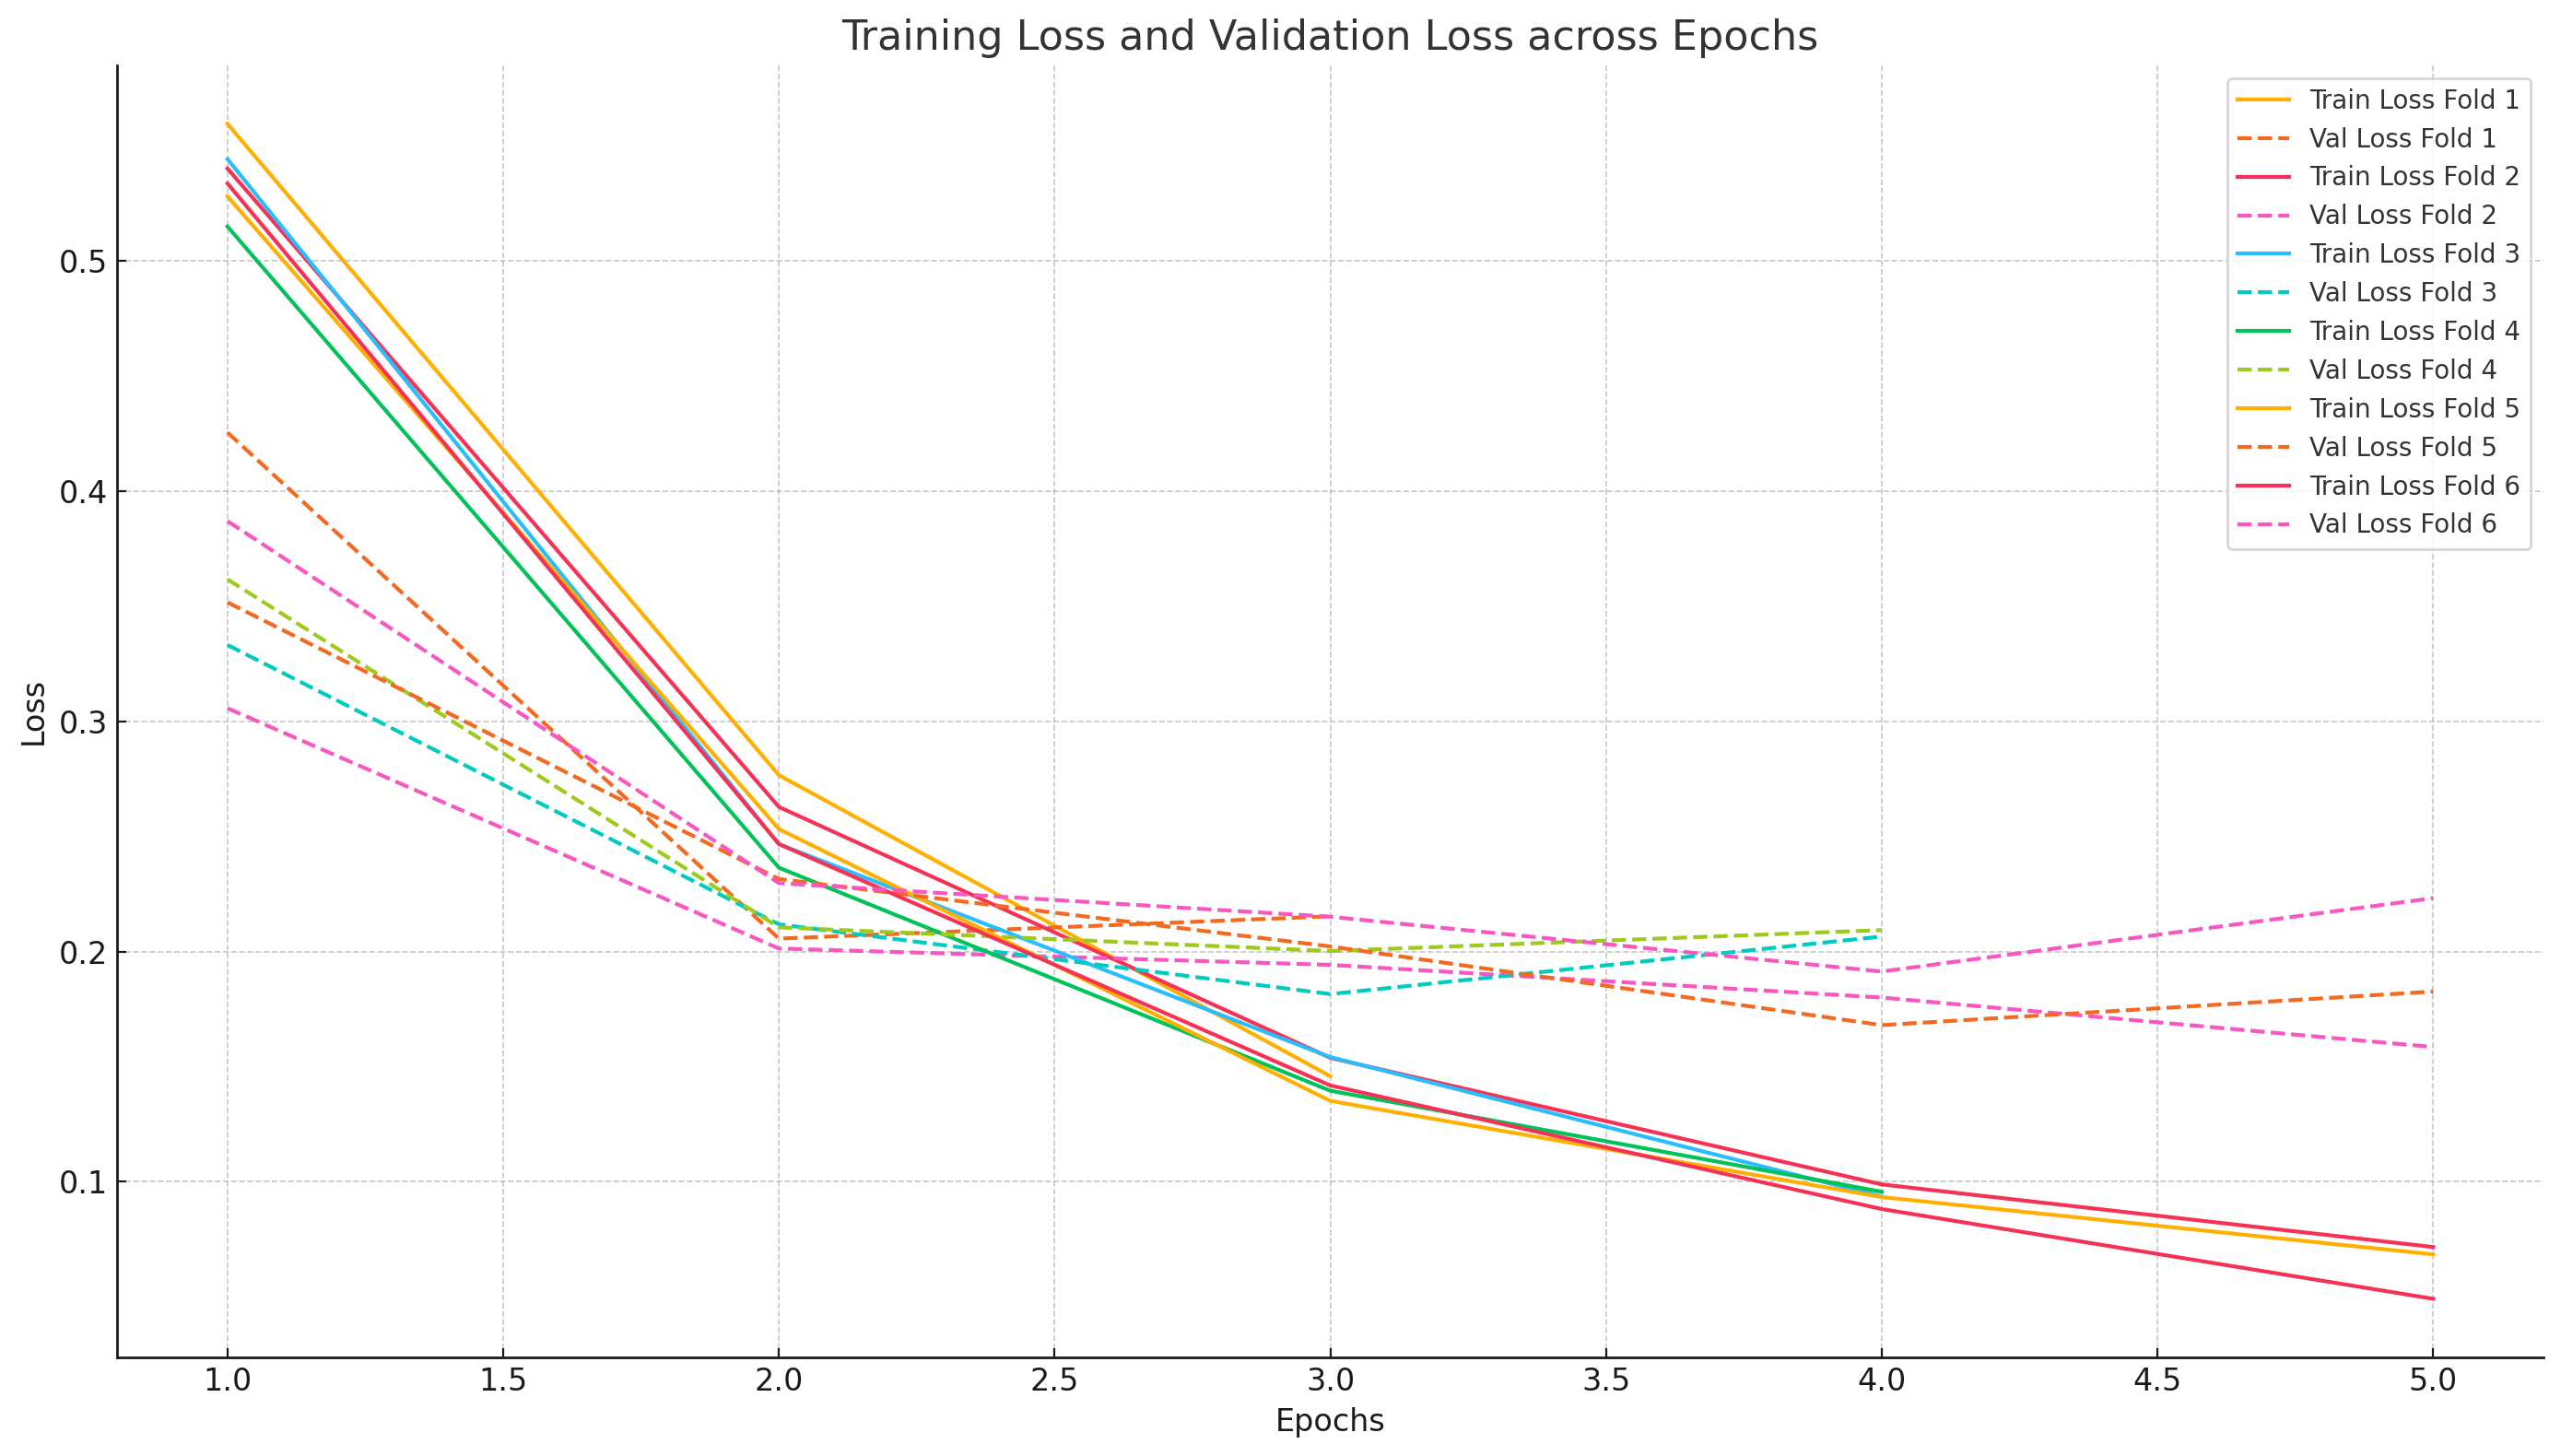 Training Loss and Validation Loss across Epochs
Train Loss Fold 1
Val Loss Fold 1
Train Loss Fold 2
Val Loss Fold 2
Train Loss Fold 3
Val Loss Fold 3
Train Loss Fold 4
Val Loss Fold 4
Train Loss Fold 5
Val Loss Fold 5
Train Loss Fold 6
Val Loss Fold 6
Loss
0.5
0.4
0.3
0.2
0.1
1.0 1.5 2.0 2.5 3.0 3.5 4.0 4.5 5.0
Epochs